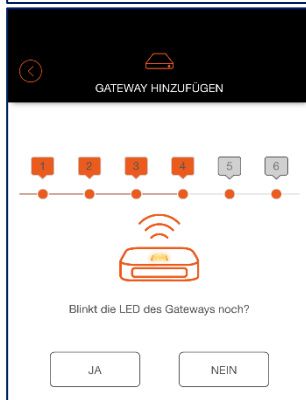 GATEWAY HINZUFÜGEN
1 2 3 4 5 6
Blinkt die LED des Gateways noch?
JA NEIN